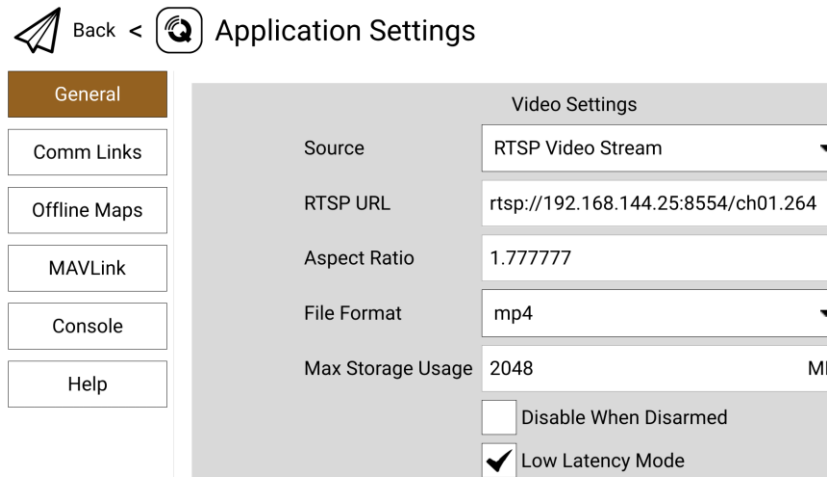 Back < Application Settings
General
Comm Links
Offline Maps
MAVLink
Console
Help
Video Settings
Source RTSP Video Stream
RTSP URL rtsp://192.168.144.25:8554/ch01.264
Aspect Ratio 1.777777
File Format mp4
Max Storage Usage 2048
Disable When Disarmed
Low Latency Mode